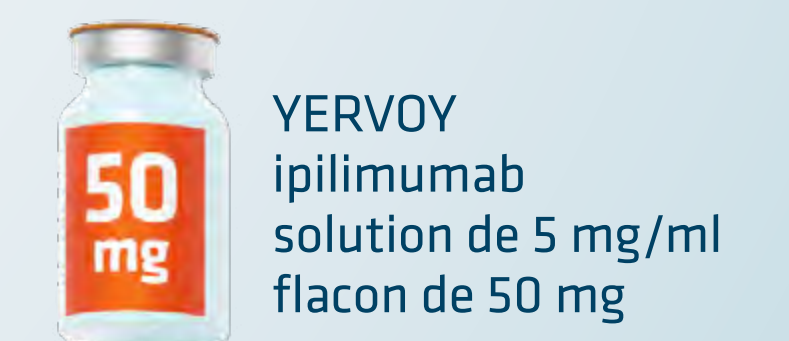 50
mg
YERVOY
ipilimumab
solution de 5 mg/ml
flacon de 50 mg